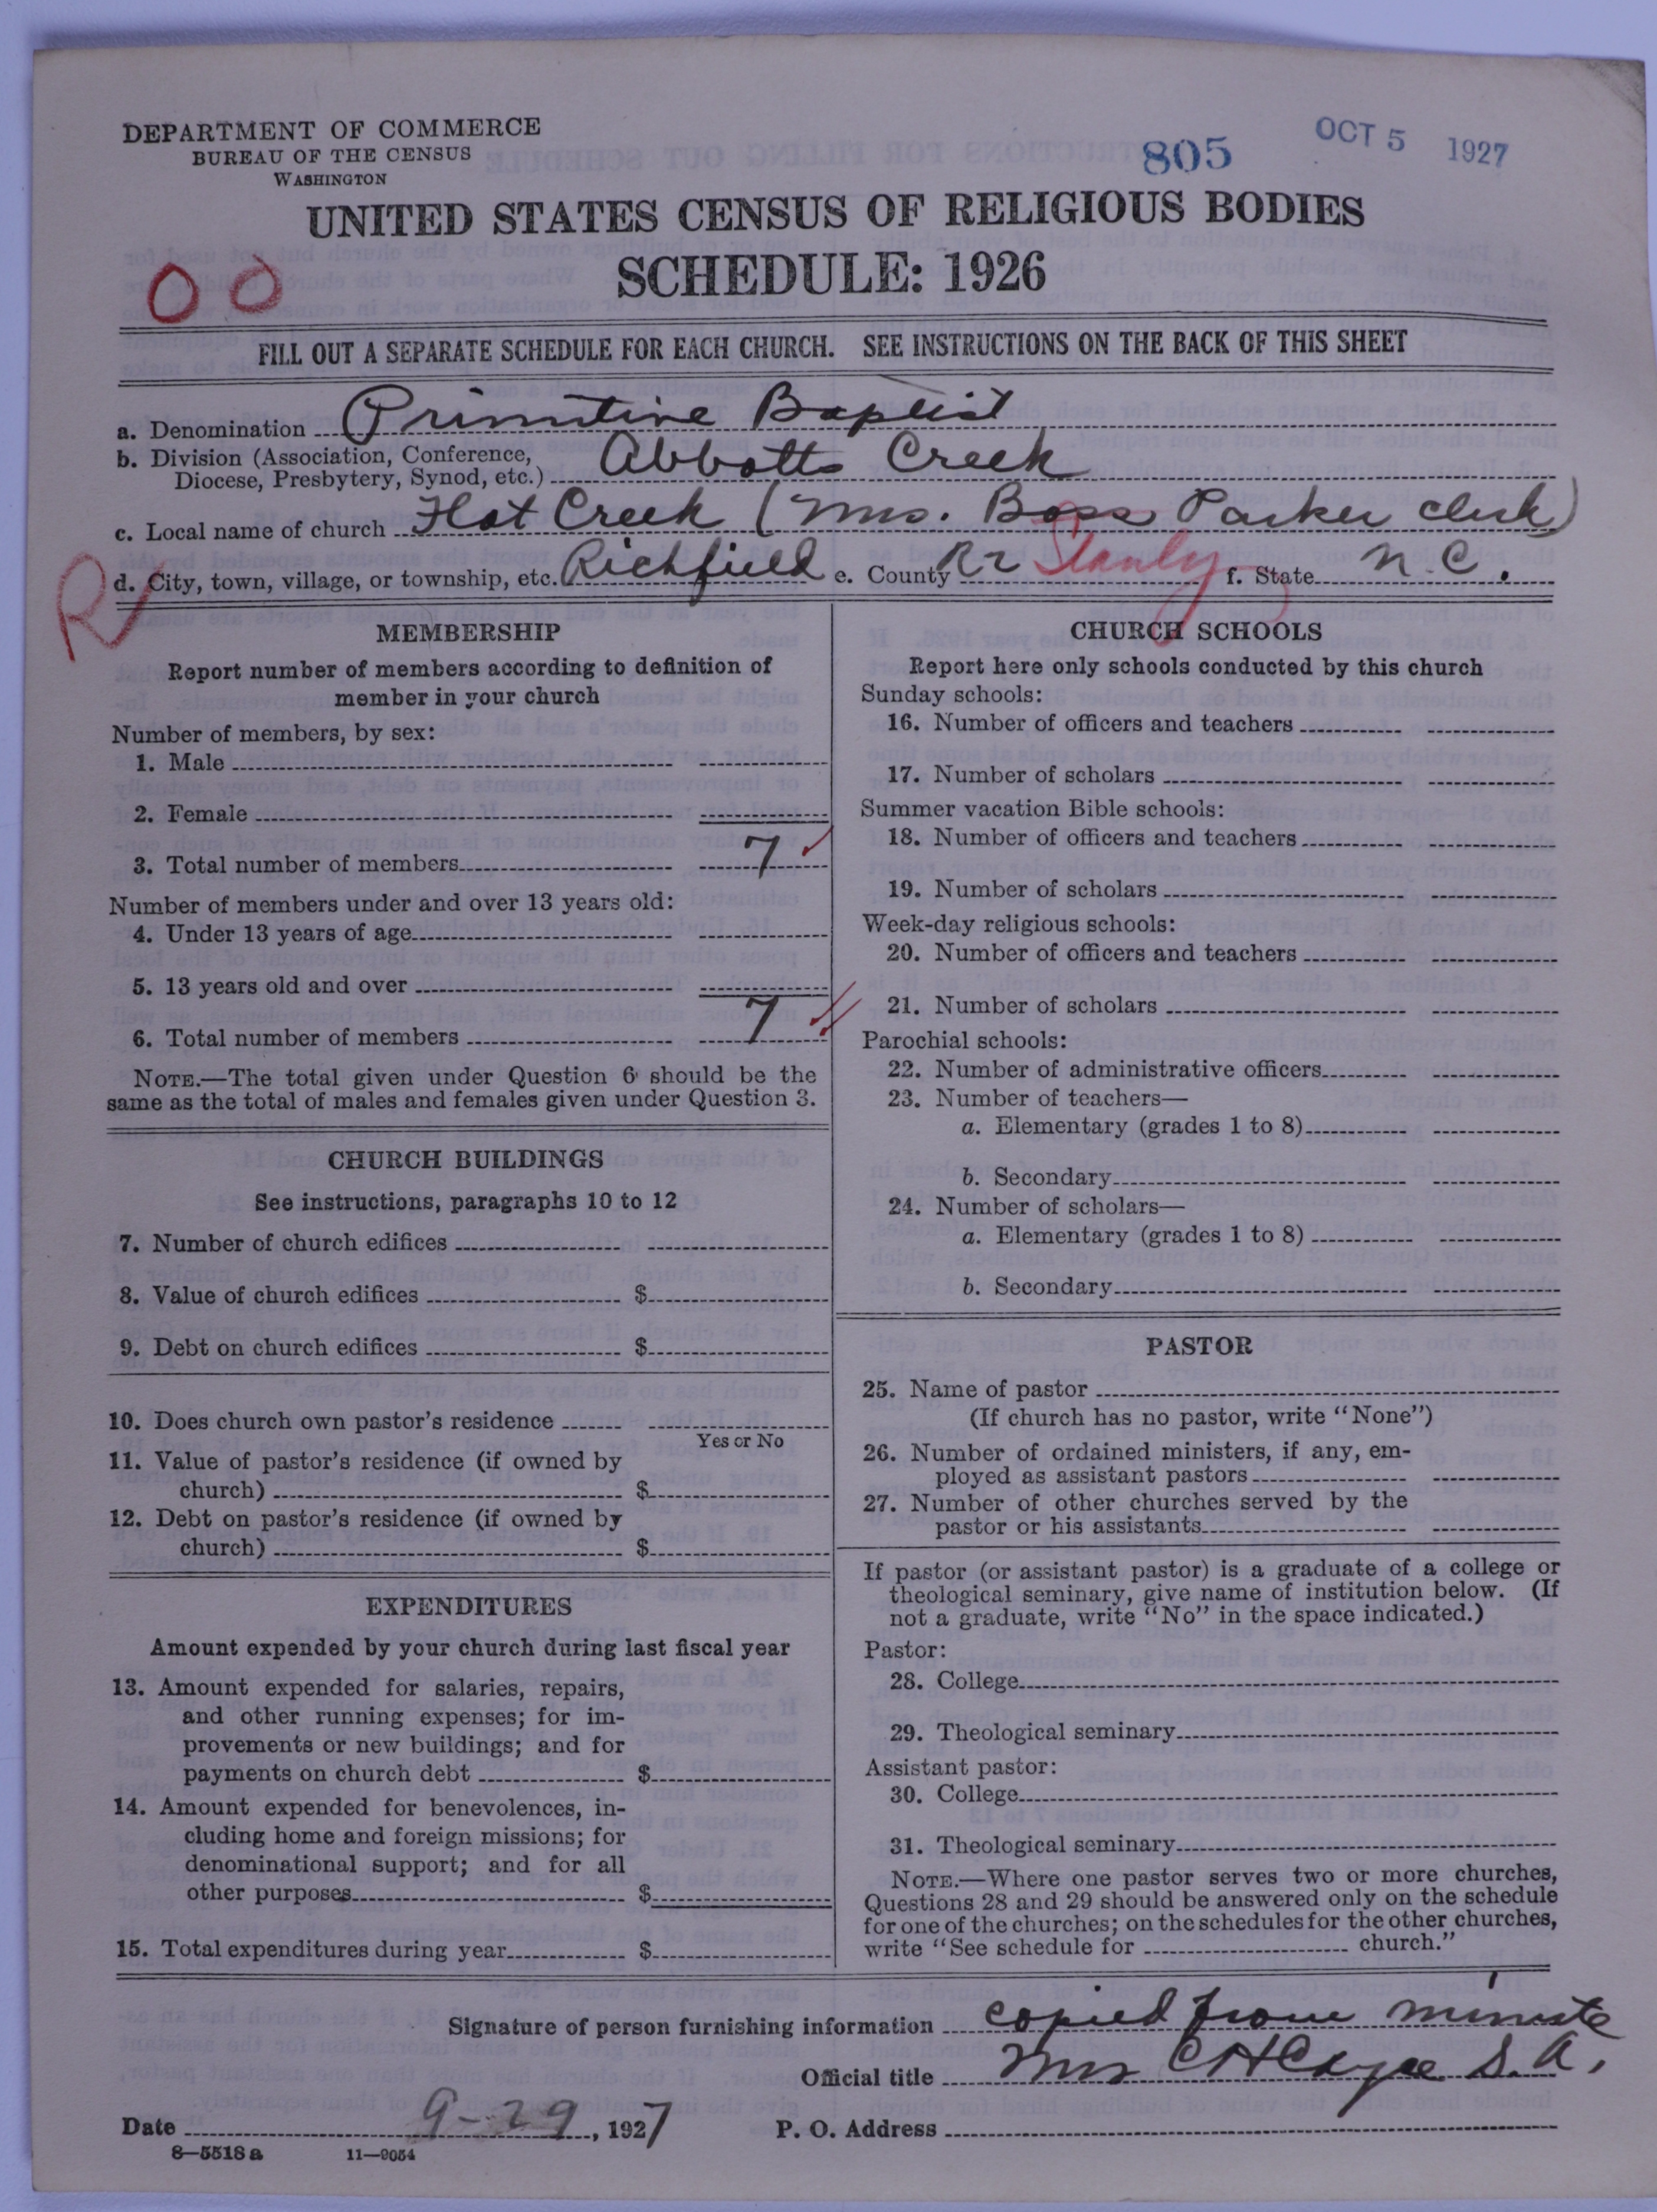 DEPARTMENT OF COMMERCE
BUREAU OF THE CENSUS
WASHINGTON
805
OCT 5 1927
UNITED STATES CENSUS OF RELIGIOUS BODIES
SCHEDULE: 1926
00
FILL OUT A SEPARATE SCHEDULE FOR EACH CHURCH. SEE INSTRUCTIONS ON THE BACK OF THIS SHEET
a. Denomination Primitive Baptist
b. Division (Association, Conference, Diocese, Presbytery, Synod, etc.) Abbotts Creek
c. Local name of church Flat Creek (Mrs. Boss Parker clerk)
R
d. City, town, village, or township, etc. Richfield e. County Rr Stanly f. State N.C.
MEMBERSHIP
Report number of members according to definition of
member in your church
Number of members, by sex:
1. Male
2. Female
3. Total number of members 7
Number of members under and over 13 years old:
4. Under 13 years of age
5. 13 years old and over
6. Total number of members 7
NOTE.—The total given under Question 6 should be the
same as the total of males and females given under Question 3.
CHURCH BUILDINGS
See instructions, paragraphs 10 to 12
7. Number of church edifices
8. Value of church edifices $
9. Debt on church edifices $
10. Does church own pastor's residence
Yes or No
11. Value of pastor's residence (if owned by
church) $
12. Debt on pastor's residence (if owned by
church) $
EXPENDITURES
Amount expended by your church during last fiscal year
13. Amount expended for salaries, repairs,
and other running expenses; for im-
provements or new buildings; and for
payments on church debt $
14. Amount expended for benevolences, in-
cluding home and foreign missions; for
denominational support; and for all
other purposes $
15. Total expenditures during year $
CHURCH SCHOOLS
Report here only schools conducted by this church
Sunday schools:
16. Number of officers and teachers
17. Number of scholars
Summer vacation Bible schools:
18. Number of officers and teachers
19. Number of scholars
Week-day religious schools:
20. Number of officers and teachers
21. Number of scholars
Parochial schools:
22. Number of administrative officers
23. Number of teachers—
a. Elementary (grades 1 to 8)
b. Secondary
24. Number of scholars—
a. Elementary (grades 1 to 8)
b. Secondary
PASTOR
25. Name of pastor
(If church has no pastor, write "None")
26. Number of ordained ministers, if any, em-
ployed as assistant pastors
27. Number of other churches served by the
pastor or his assistants
If pastor (or assistant pastor) is a graduate of a college or
theological seminary, give name of institution below. (If
not a graduate, write "No" in the space indicated.)
Pastor:
28. College
29. Theological seminary
Assistant pastor:
30. College
31. Theological seminary
NOTE.—Where one pastor serves two or more churches,
Questions 28 and 29 should be answered only on the schedule
for one of the churches; on the schedules for the other churches,
write "See schedule for church."
Signature of person furnishing information copied from minute
Official title Mrs C H S. A.
Date 9-29, 1927 P. O. Address
8—5518 a 11—9054